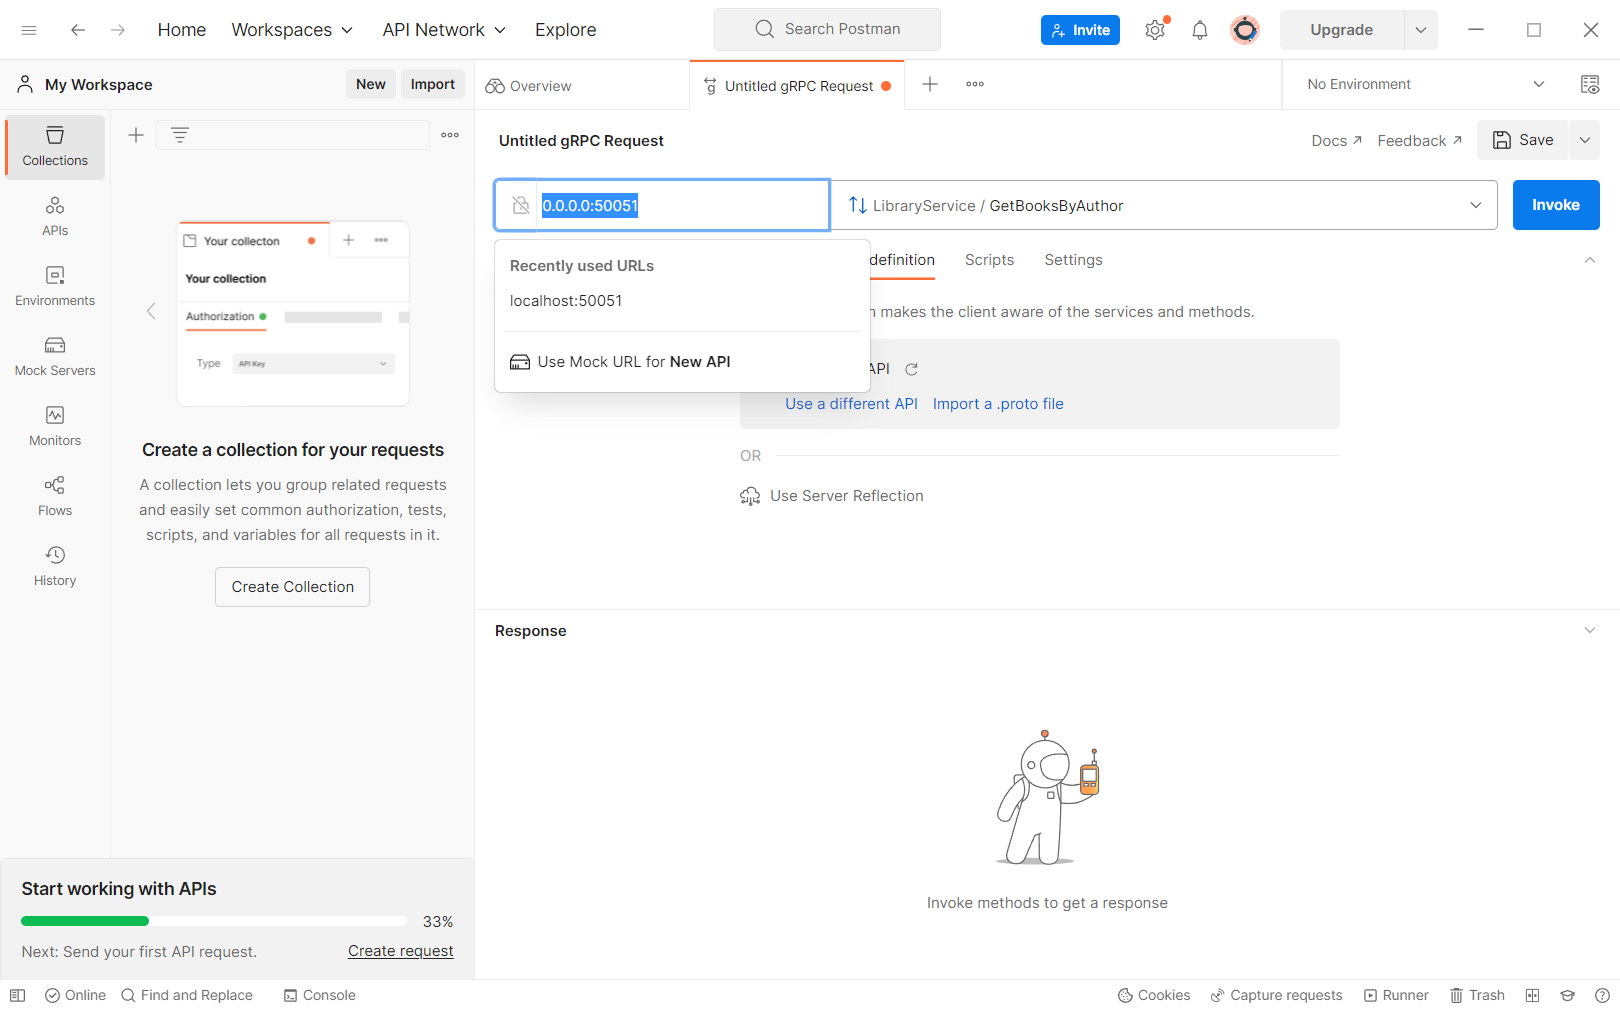 Home Workspaces API Network Explore Search Postman Invite Upgrade
My Workspace New Import Overview Untitled gRPC Request No Environment
Collections
APIs
Environments
Mock Servers
Monitors
Flows
History
Your collecton
Your collection
Authorization
Type API Key
Create a collection for your requests
A collection lets you group related requests
and easily set common authorization, tests,
scripts, and variables for all requests in it.
Create Collection
Start working with APIs
33%
Next: Send your first API request. Create request
Untitled gRPC Request Docs Feedback Save
0.0.0.0:50051 LibraryService / GetBooksByAuthor Invoke
Recently used URLs
localhost:50051
Use Mock URL for New API
definition Scripts Settings
makes the client aware of the services and methods.
API
Use a different API Import a .proto file
OR
Use Server Reflection
Response
Invoke methods to get a response
Online Find and Replace Console Cookies Capture requests Runner Trash